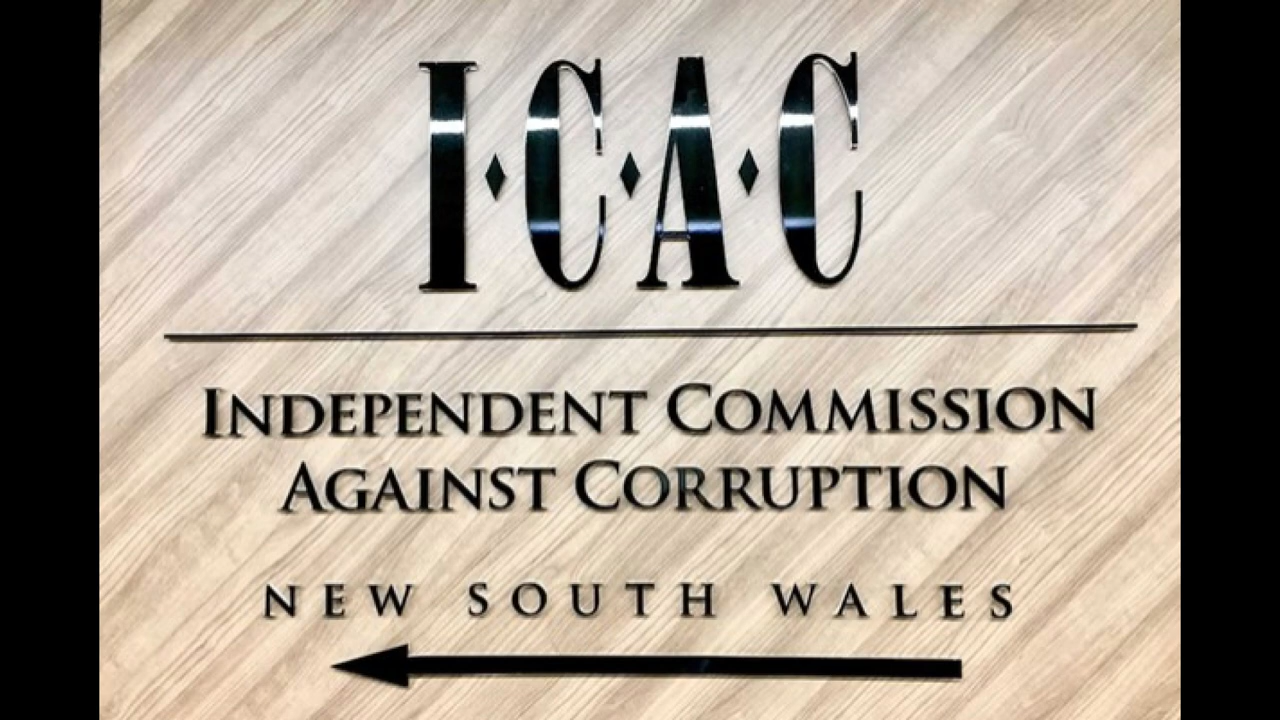 I♦C♦A♦C
INDEPENDENT COMMISSION
AGAINST CORRUPTION
NEW SOUTH WALES